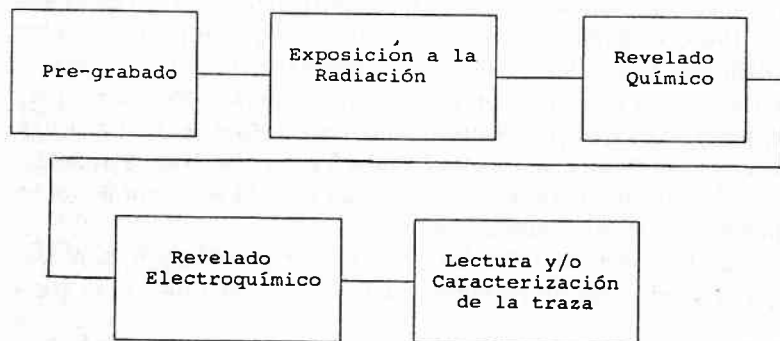 Pre-grabado
Exposición a la
Radiación
Revelado
Químico
Revelado
Electroquímico
Lectura y/o
Caracterización
de la traza